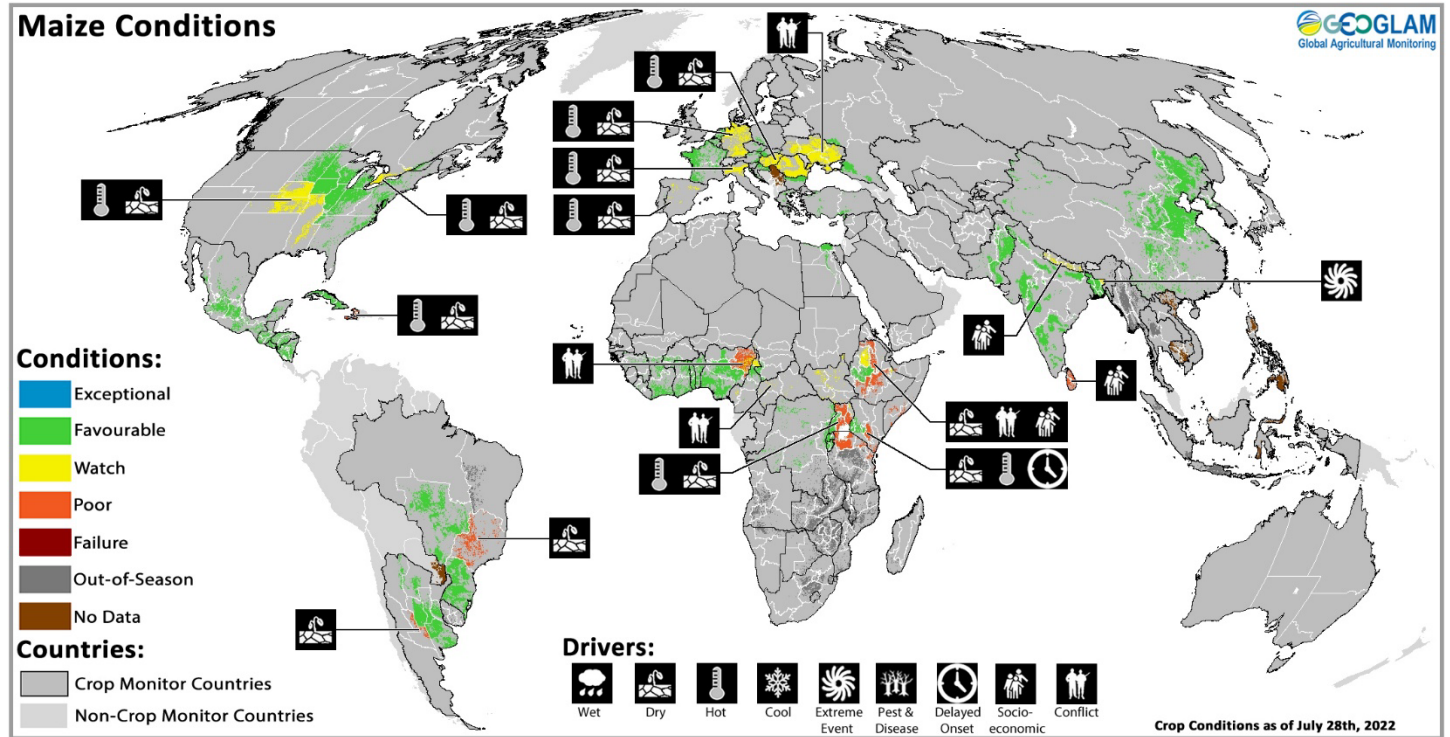 Maize Conditions
GEOGLAM
Global Agricultural Monitoring
Conditions:
Exceptional
Favourable
Watch
Poor
Failure
Out-of-Season
No Data
Countries:
Crop Monitor Countries
Non-Crop Monitor Countries
Drivers:
Wet
Dry
Hot
Cool
Extreme
Event
Pest &
Disease
Delayed
Onset
Socio-
economic
Conflict
Crop Conditions as of July 28th, 2022